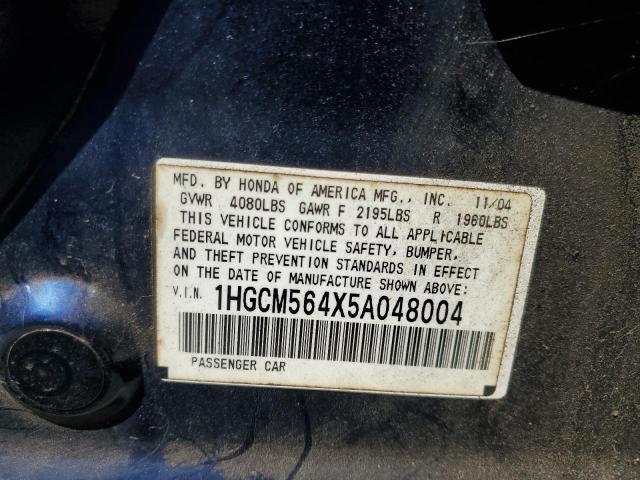 MFD. BY HONDA OF AMERICA MFG., INC. 11/04
GVWR 4080LBS GAWR F 2195LBS R 1960LBS
THIS VEHICLE CONFORMS TO ALL APPLICABLE
FEDERAL MOTOR VEHICLE SAFETY, BUMPER,
AND THEFT PREVENTION STANDARDS IN EFFECT
ON THE DATE OF MANUFACTURE SHOWN ABOVE:
V.I.N. 1HGCM564X5A048004
PASSENGER CAR